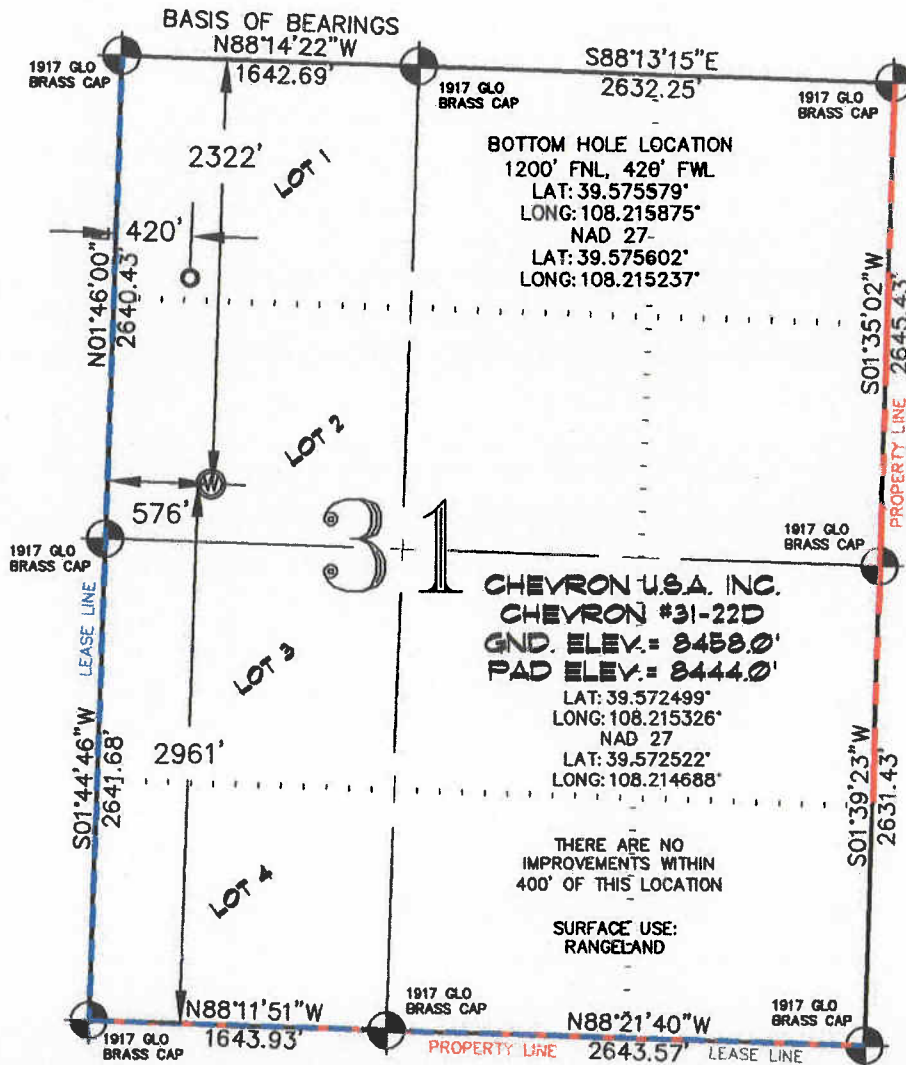 BASIS OF BEARINGS
N88°14'22"W
1642.69'
S88°13'15"E
2632.25'
1917 GLO
BRASS CAP
1917 GLO
BRASS CAP
1917 GLO
BRASS CAP
2322'
LOT 1
420'
BOTTOM HOLE LOCATION
1200' FNL, 420' FWL
LAT: 39.575579°
LONG: 108.215875°
NAD 27
LAT: 39.575602°
LONG: 108.215237°
N01°46'00"W
2640.43'
S01°35'02"W
2645.43'
PROPERTY LINE
LOT 2
W
576'
31
1917 GLO
BRASS CAP
1917 GLO
BRASS CAP
CHEVRON U.S.A. INC.
CHEVRON #31-22D
GND. ELEV.= 8458.0'
PAD ELEV.= 8444.0'
LAT: 39.572499°
LONG: 108.215326°
NAD 27
LAT: 39.572522°
LONG: 108.214688°
LEASE LINE
LOT 3
2961'
S01°44'46"W
2641.68'
S01°39'23"W
2631.43'
LOT 4
THERE ARE NO
IMPROVEMENTS WITHIN
400' OF THIS LOCATION
SURFACE USE:
RANGELAND
1917 GLO
BRASS CAP
N88°11'51"W
1643.93'
1917 GLO
BRASS CAP
N88°21'40"W
2643.57'
1917 GLO
BRASS CAP
PROPERTY LINE
LEASE LINE